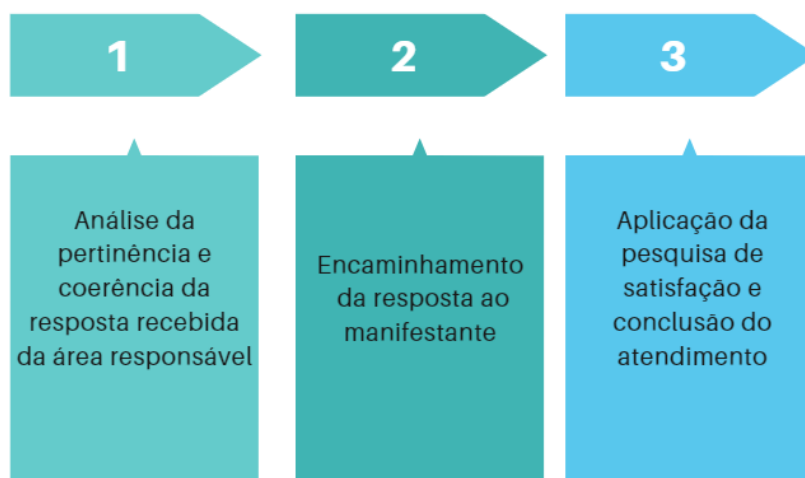 1
Análise da
pertinência e
coerência da
resposta recebida
da área responsável
2
Encaminhamento
da resposta ao
manifestante
3
Aplicação da
pesquisa de
satisfação e
conclusão do
atendimento